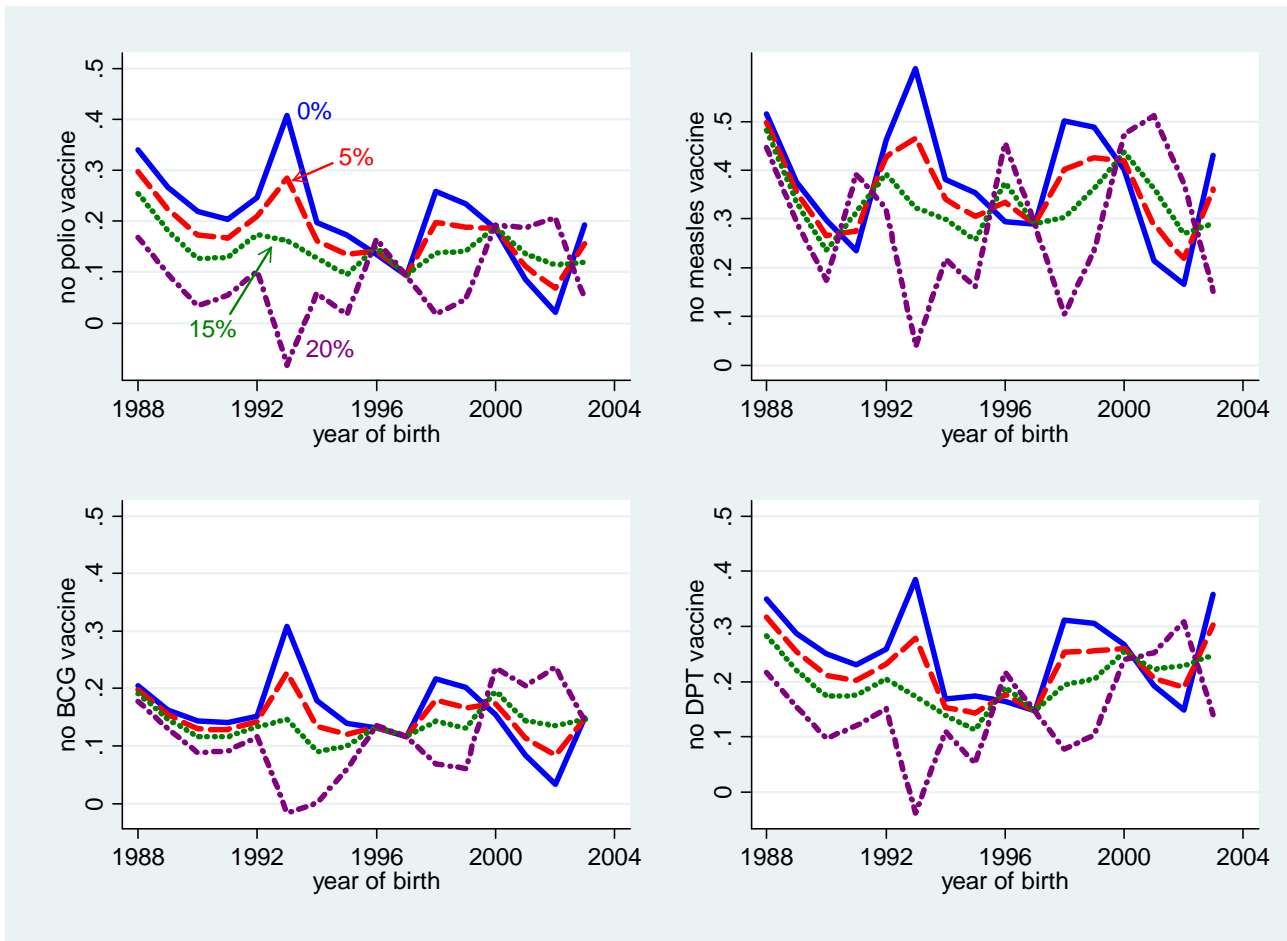 no polio vaccine
.5
.4
.3
.2
.1
0
0%
5%
15%
20%
1988 1992 1996 2000 2004
year of birth
no measles vaccine
.5
.4
.3
.2
.1
0
1988 1992 1996 2000 2004
year of birth
no BCG vaccine
.5
.4
.3
.2
.1
0
1988 1992 1996 2000 2004
year of birth
no DPT vaccine
.5
.4
.3
.2
.1
0
1988 1992 1996 2000 2004
year of birth